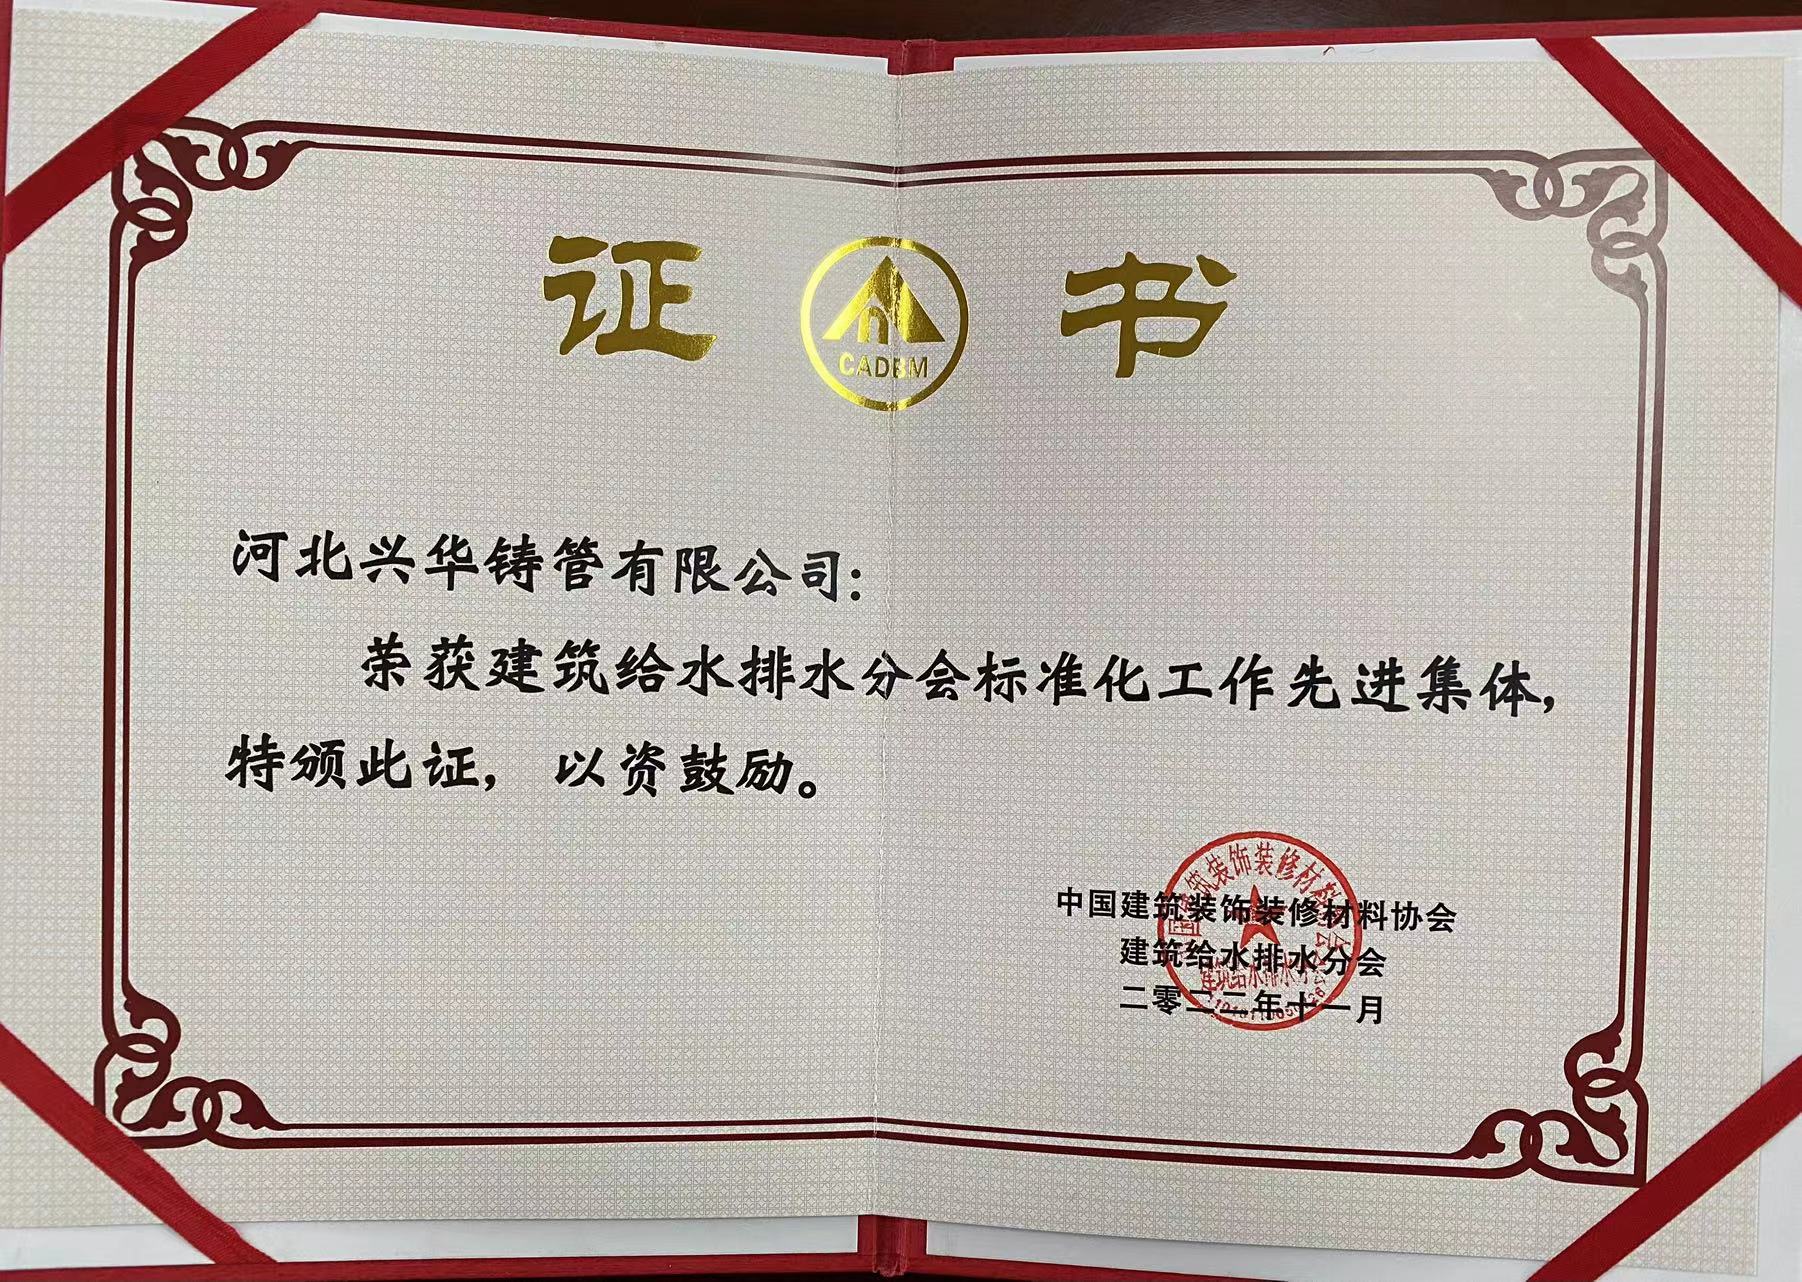 证书
CADBM
河北兴华铸管有限公司:
荣获建筑给水排水分会标准化工作先进集体,
特颁此证, 以资鼓励。
中国建筑装饰装修材料协会
建筑给水排水分会
二零二二年十一月